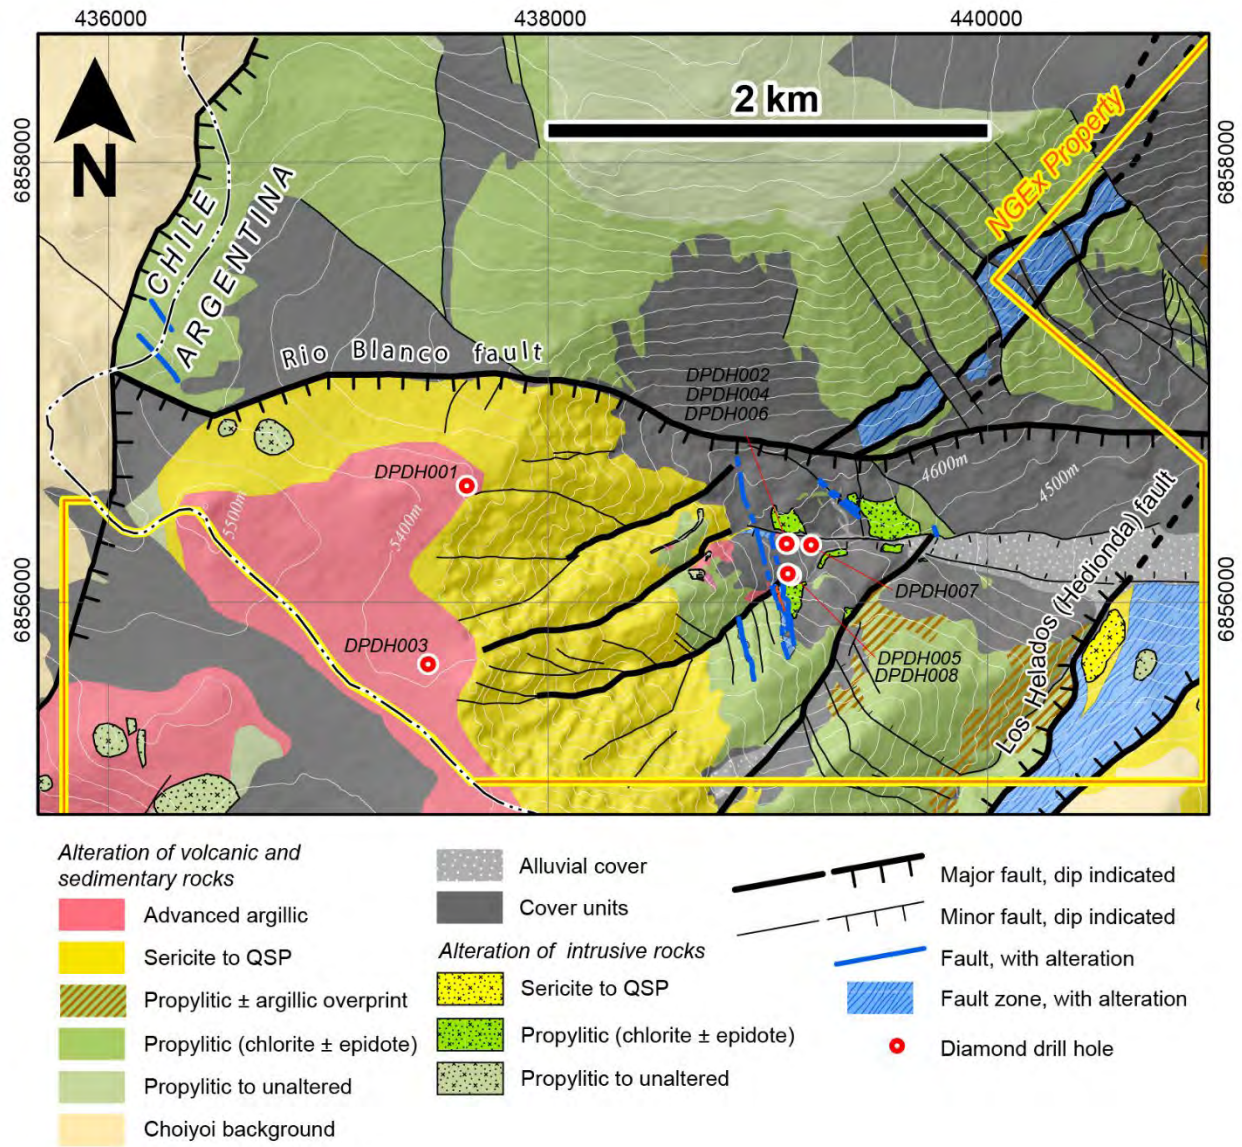 436000
438000
440000
6858000
6858000
2 km
N
CHILE
ARGENTINA
NGEx Property
Rio Blanco fault
DPDH002
DPDH004
DPDH006
DPDH001
4600m
4500m
5500m
5400m
DPDH007
6856000
6856000
DPDH003
DPDH005
DPDH008
Los Helados (Hedionda) fault
Alteration of volcanic and
sedimentary rocks
Advanced argillic
Sericite to QSP
Propylitic ± argillic overprint
Propylitic (chlorite ± epidote)
Propylitic to unaltered
Choiyoi background
Alluvial cover
Cover units
Alteration of intrusive rocks
Sericite to QSP
Propylitic (chlorite ± epidote)
Propylitic to unaltered
Major fault, dip indicated
Minor fault, dip indicated
Fault, with alteration
Fault zone, with alteration
Diamond drill hole